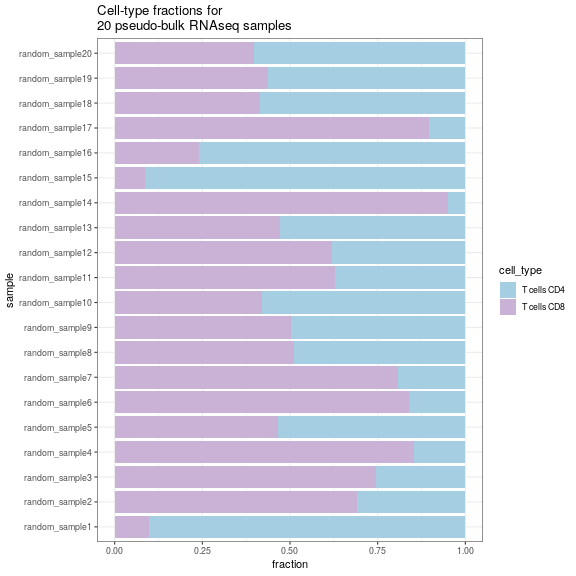 Cell-type fractions for
20 pseudo-bulk RNAseq samples
sample
random_sample20
random_sample19
random_sample18
random_sample17
random_sample16
random_sample15
random_sample14
random_sample13
random_sample12
random_sample11
random_sample10
random_sample9
random_sample8
random_sample7
random_sample6
random_sample5
random_sample4
random_sample3
random_sample2
random_sample1
0.00 0.25 0.50 0.75 1.00
fraction
cell_type
T cells CD4
T cells CD8